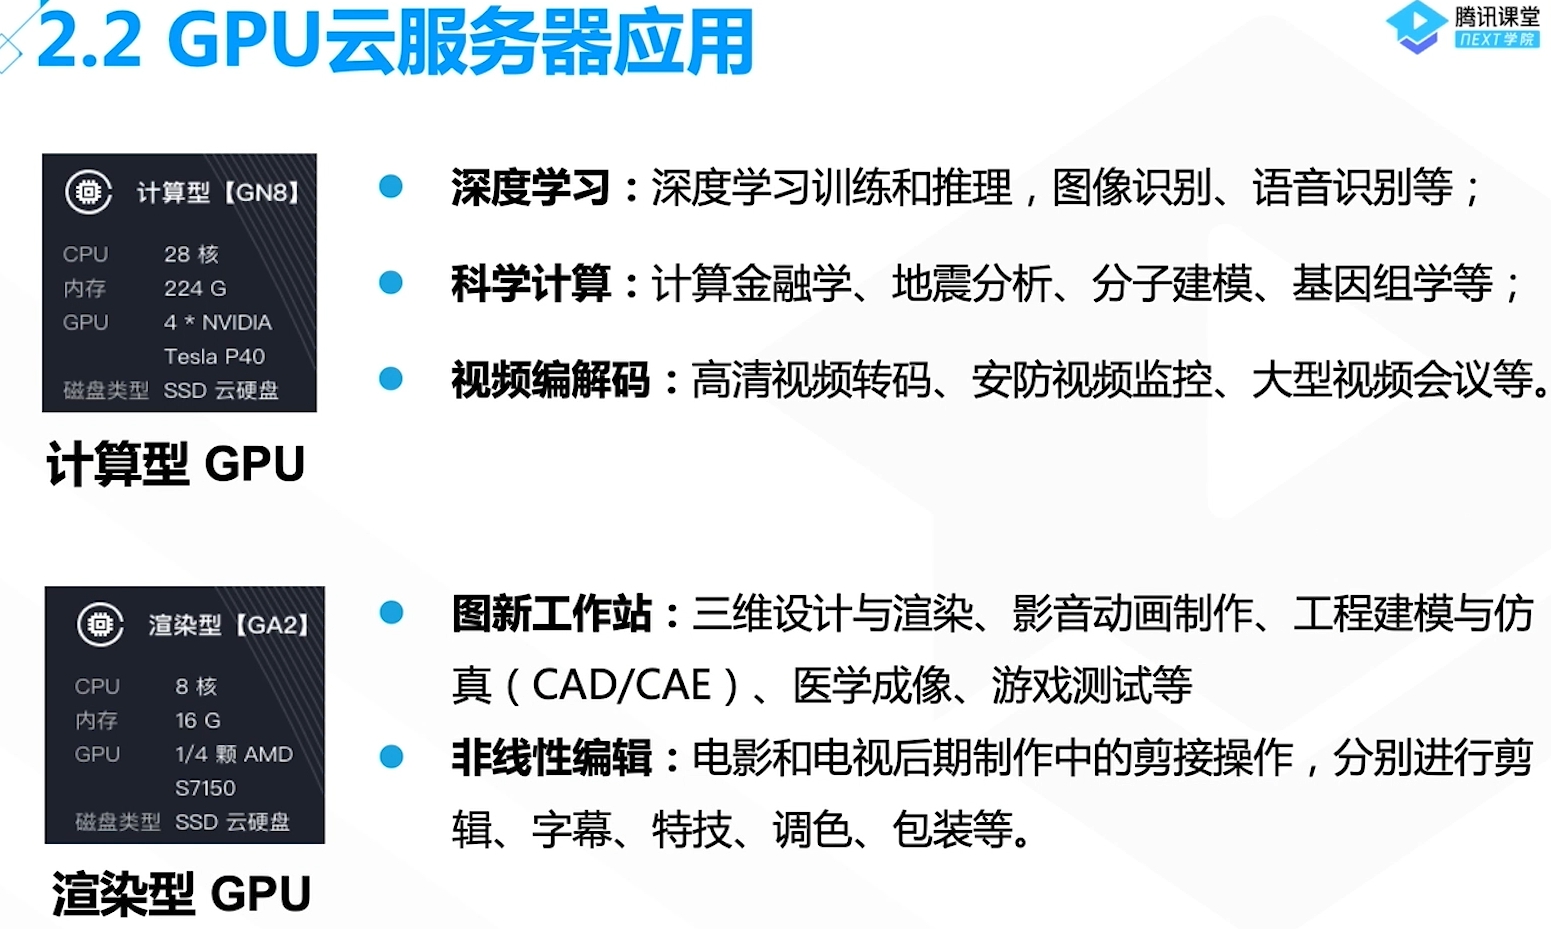 2.2 GPU云服务器应用
腾讯课堂
NEXT学院
计算型【GN8】
CPU 28 核
内存 224 G
GPU 4 * NVIDIA
Tesla P40
磁盘类型 SSD 云硬盘
计算型 GPU
深度学习：深度学习训练和推理，图像识别、语音识别等；
科学计算：计算金融学、地震分析、分子建模、基因组学等；
视频编解码：高清视频转码、安防视频监控、大型视频会议等。
渲染型【GA2】
CPU 8 核
内存 16 G
GPU 1/4 颗 AMD
S7150
磁盘类型 SSD 云硬盘
渲染型 GPU
图新工作站：三维设计与渲染、影音动画制作、工程建模与仿
真（CAD/CAE）、医学成像、游戏测试等
非线性编辑：电影和电视后期制作中的剪接操作，分别进行剪
辑、字幕、特技、调色、包装等。